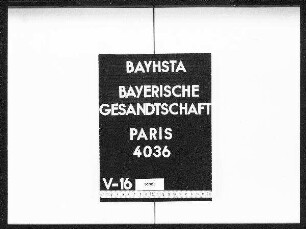 BAYHSTA
BAYERISCHE
GESANDTSCHAFT
PARIS
4036
V-16